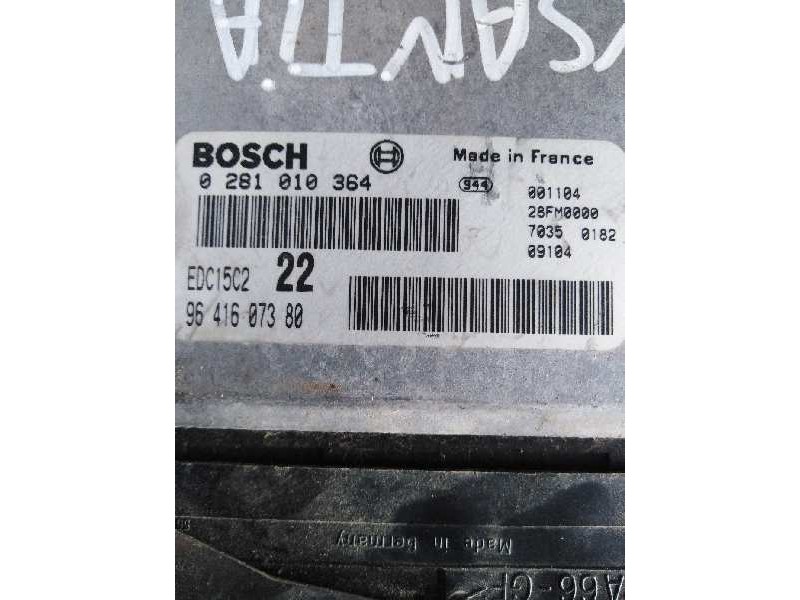 XSANTIA
BOSCH
Made in France
0 281 010 364
944
001104
28FM0000
7035 0182
09104
EDC15C2 22
96 416 073 80
Made in Germany